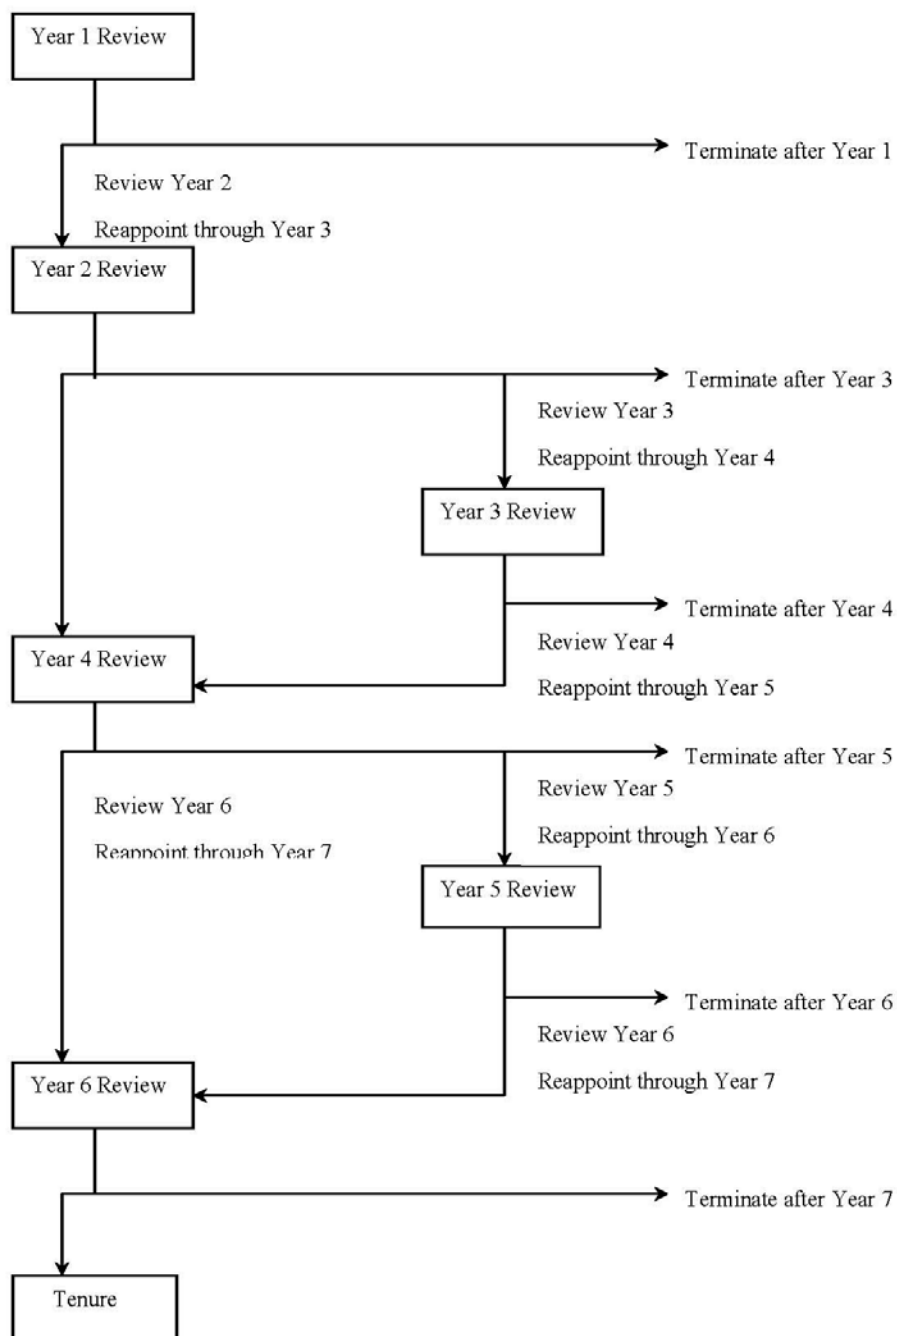 Year 1 Review
Terminate after Year 1
Review Year 2
Reappoint through Year 3
Year 2 Review
Terminate after Year 3
Review Year 3
Reappoint through Year 4
Year 3 Review
Terminate after Year 4
Review Year 4
Reappoint through Year 5
Year 4 Review
Terminate after Year 5
Review Year 5
Reappoint through Year 6
Review Year 6
Reappoint through Year 7
Year 5 Review
Terminate after Year 6
Review Year 6
Reappoint through Year 7
Year 6 Review
Terminate after Year 7
Tenure